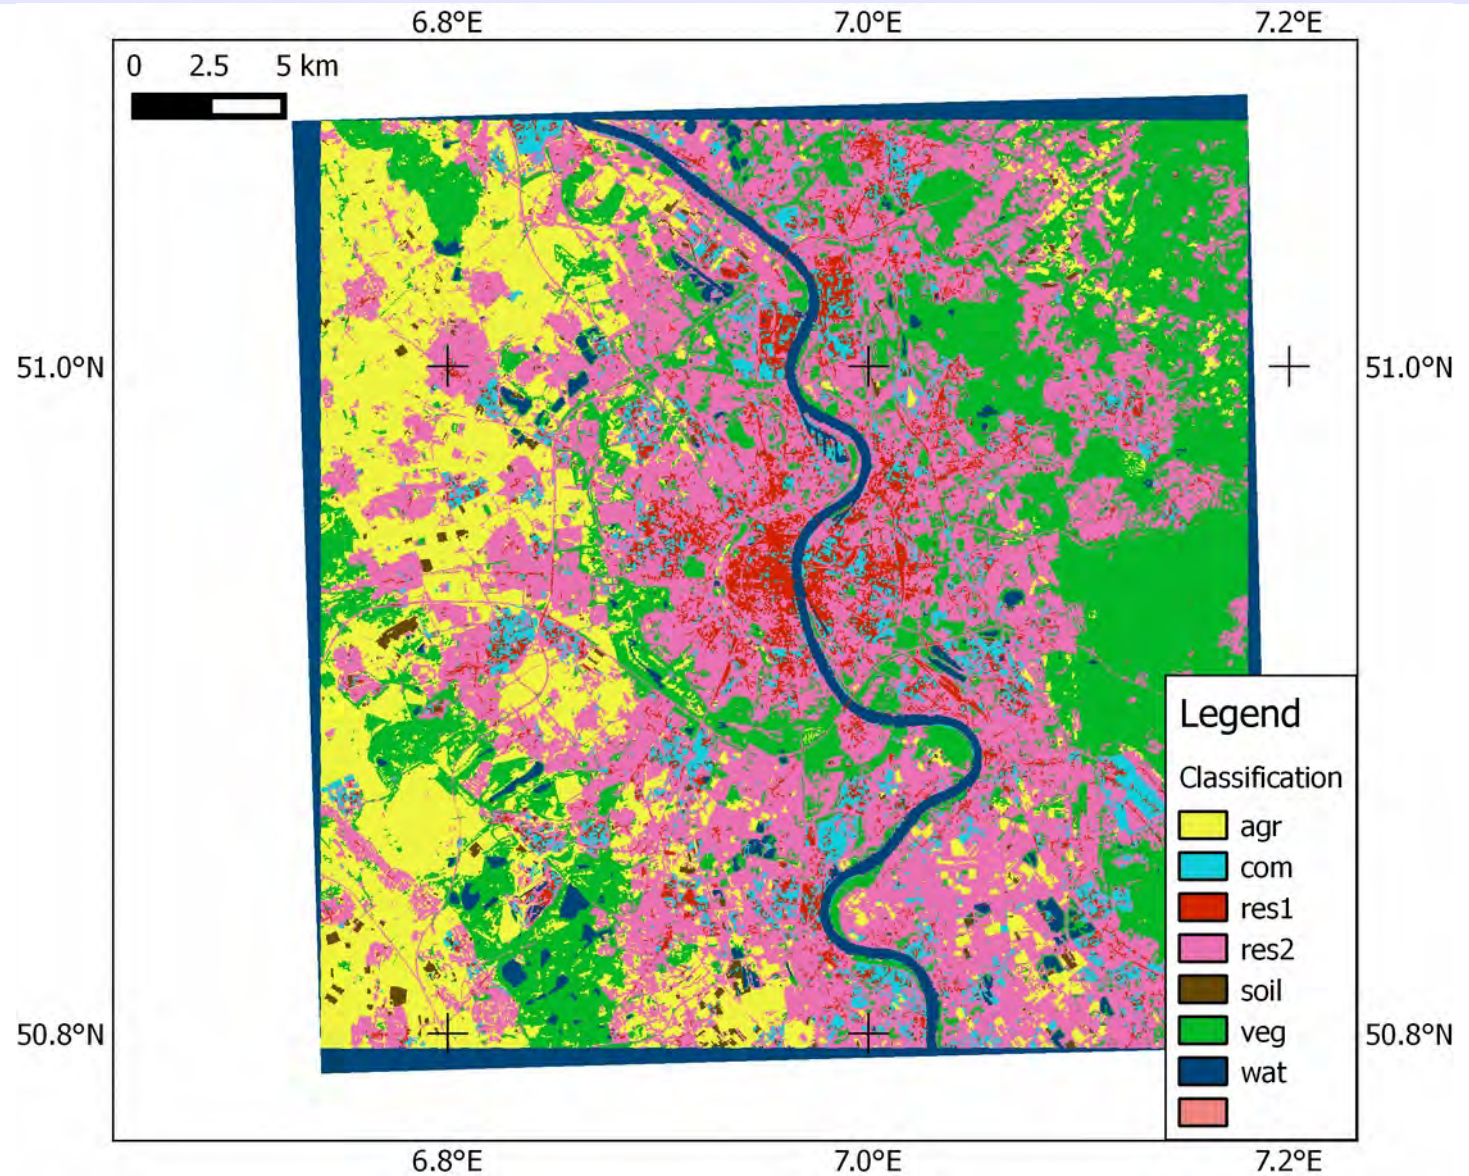 6.8°E 7.0°E 7.2°E
0 2.5 5 km
51.0°N 51.0°N
Legend
Classification
agr
com
res1
res2
soil
veg
wat
50.8°N 50.8°N
6.8°E 7.0°E 7.2°E